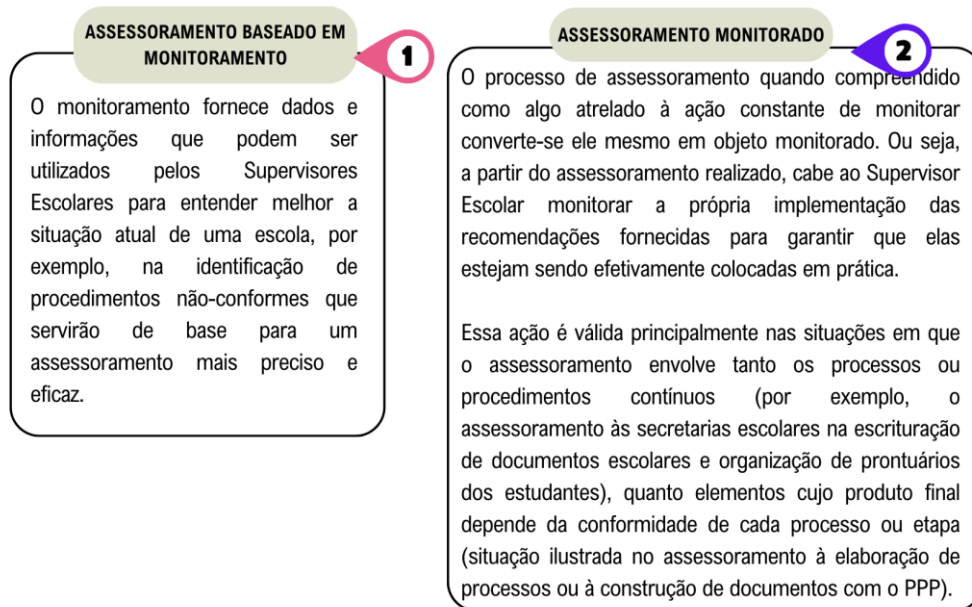 ASSESSORAMENTO BASEADO EM
MONITORAMENTO
1
O monitoramento fornece dados e
informações que podem ser
utilizados pelos Supervisores
Escolares para entender melhor a
situação atual de uma escola, por
exemplo, na identificação de
procedimentos não-conformes que
servirão de base para um
assessoramento mais preciso e
eficaz.
ASSESSORAMENTO MONITORADO
2
O processo de assessoramento quando compreendido
como algo atrelado à ação constante de monitorar
converte-se ele mesmo em objeto monitorado. Ou seja,
a partir do assessoramento realizado, cabe ao Supervisor
Escolar monitorar a própria implementação das
recomendações fornecidas para garantir que elas
estejam sendo efetivamente colocadas em prática.
Essa ação é válida principalmente nas situações em que
o assessoramento envolve tanto os processos ou
procedimentos contínuos (por exemplo, o
assessoramento às secretarias escolares na escrituração
de documentos escolares e organização de prontuários
dos estudantes), quanto elementos cujo produto final
depende da conformidade de cada processo ou etapa
(situação ilustrada no assessoramento à elaboração de
processos ou à construção de documentos com o PPP).